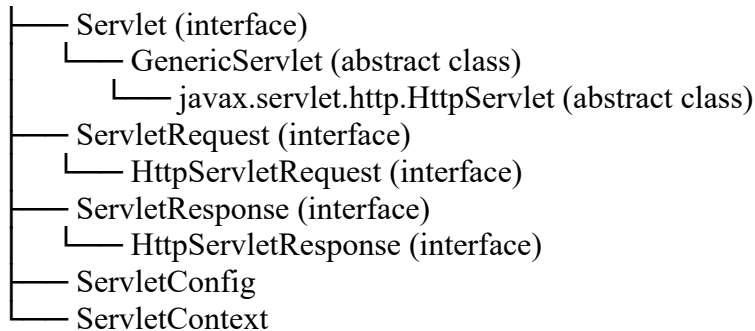 Servlet (interface)
GenericServlet (abstract class)
javax.servlet.http.HttpServlet (abstract class)
ServletRequest (interface)
HttpServletRequest (interface)
ServletResponse (interface)
HttpServletResponse (interface)
ServletConfig
ServletContext